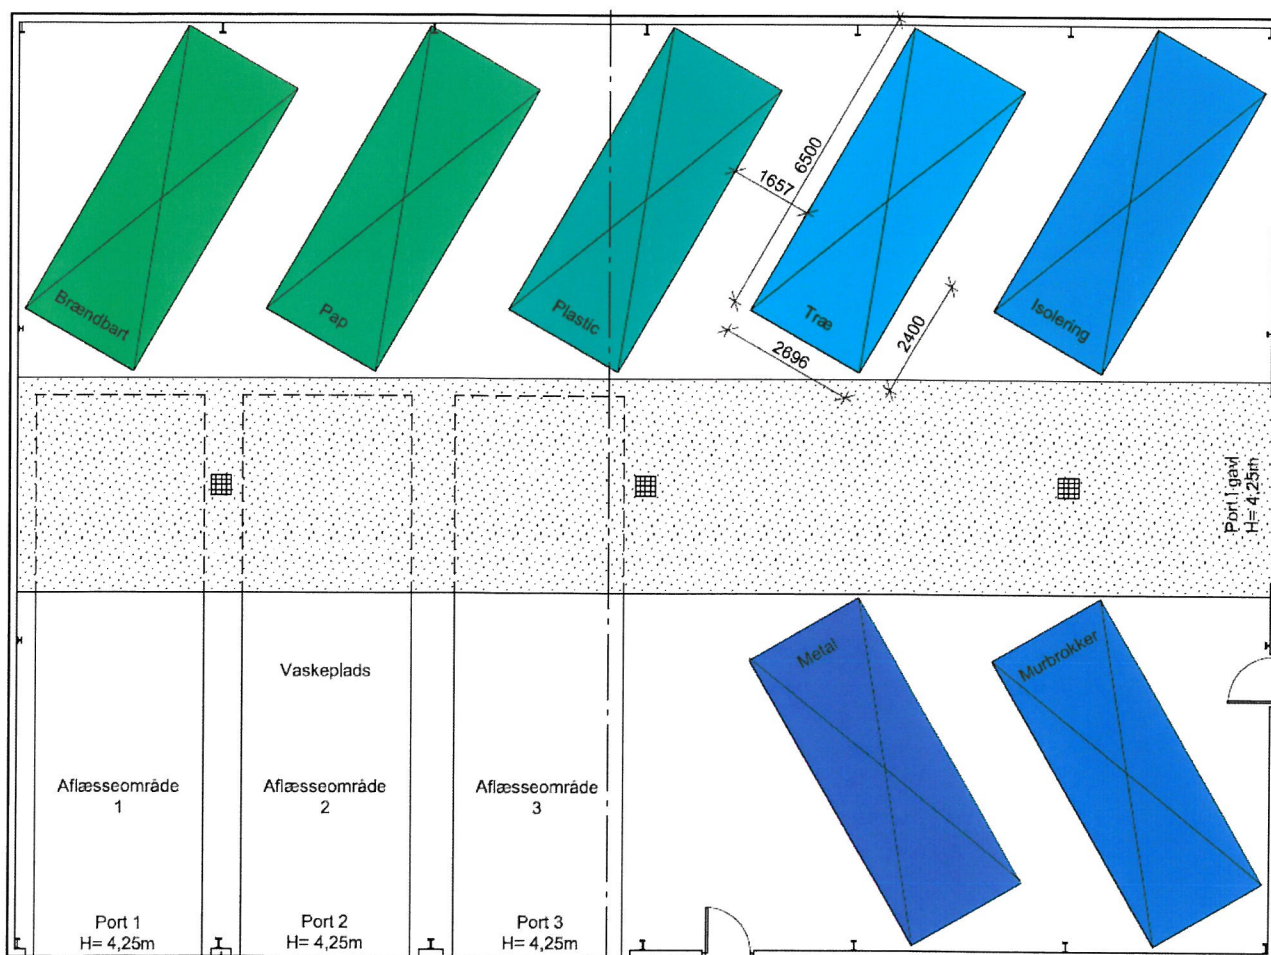 Brændbart
Pap
Plastic
Træ
Isolering
1657
6500
2696
2400
Port I gavl
H= 4,25m
Metal
Murbrokker
Vaskeplads
Aflæsseområde
1
Aflæsseområde
2
Aflæsseområde
3
Port 1
H= 4,25m
Port 2
H= 4,25m
Port 3
H= 4,25m